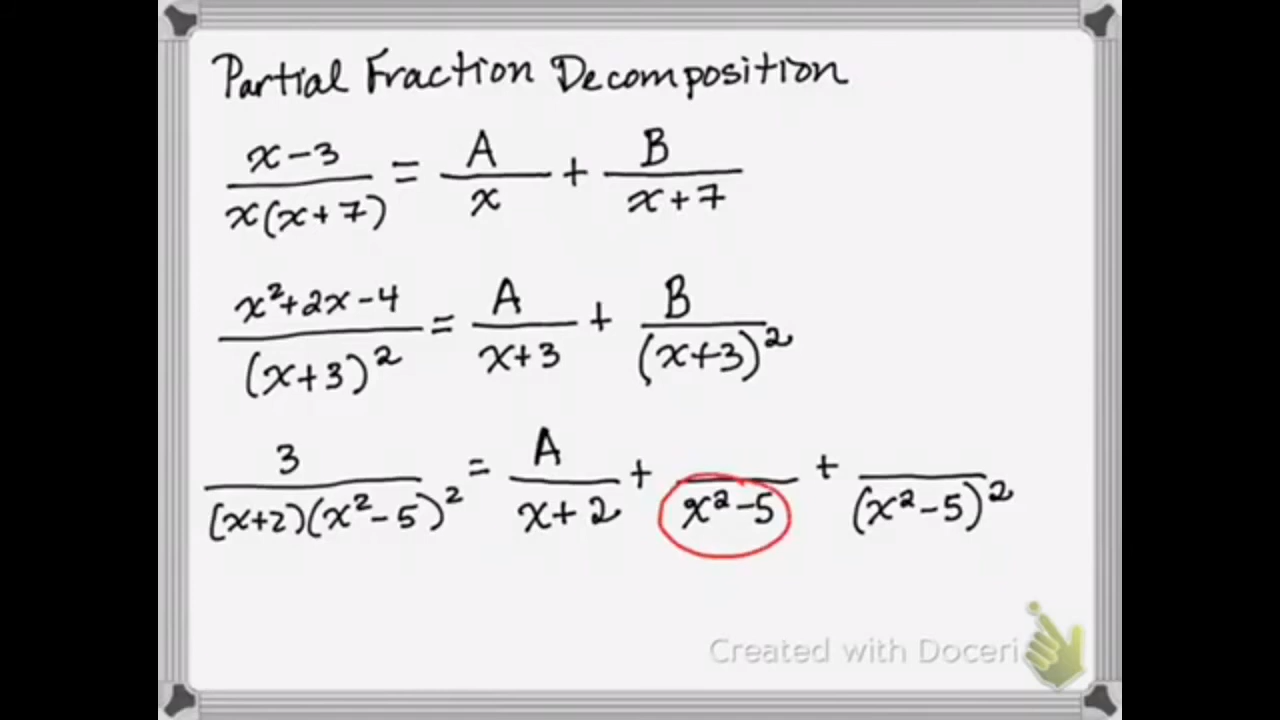 Partial Fraction Decomposition
x-3 / x(x+7) = A / x + B / x+7
x²+2x-4 / (x+3)² = A / x+3 + B / (x+3)²
3 / (x+2)(x²-5)² = A / x+2 + / x²-5 + / (x²-5)²
Created with Doceri